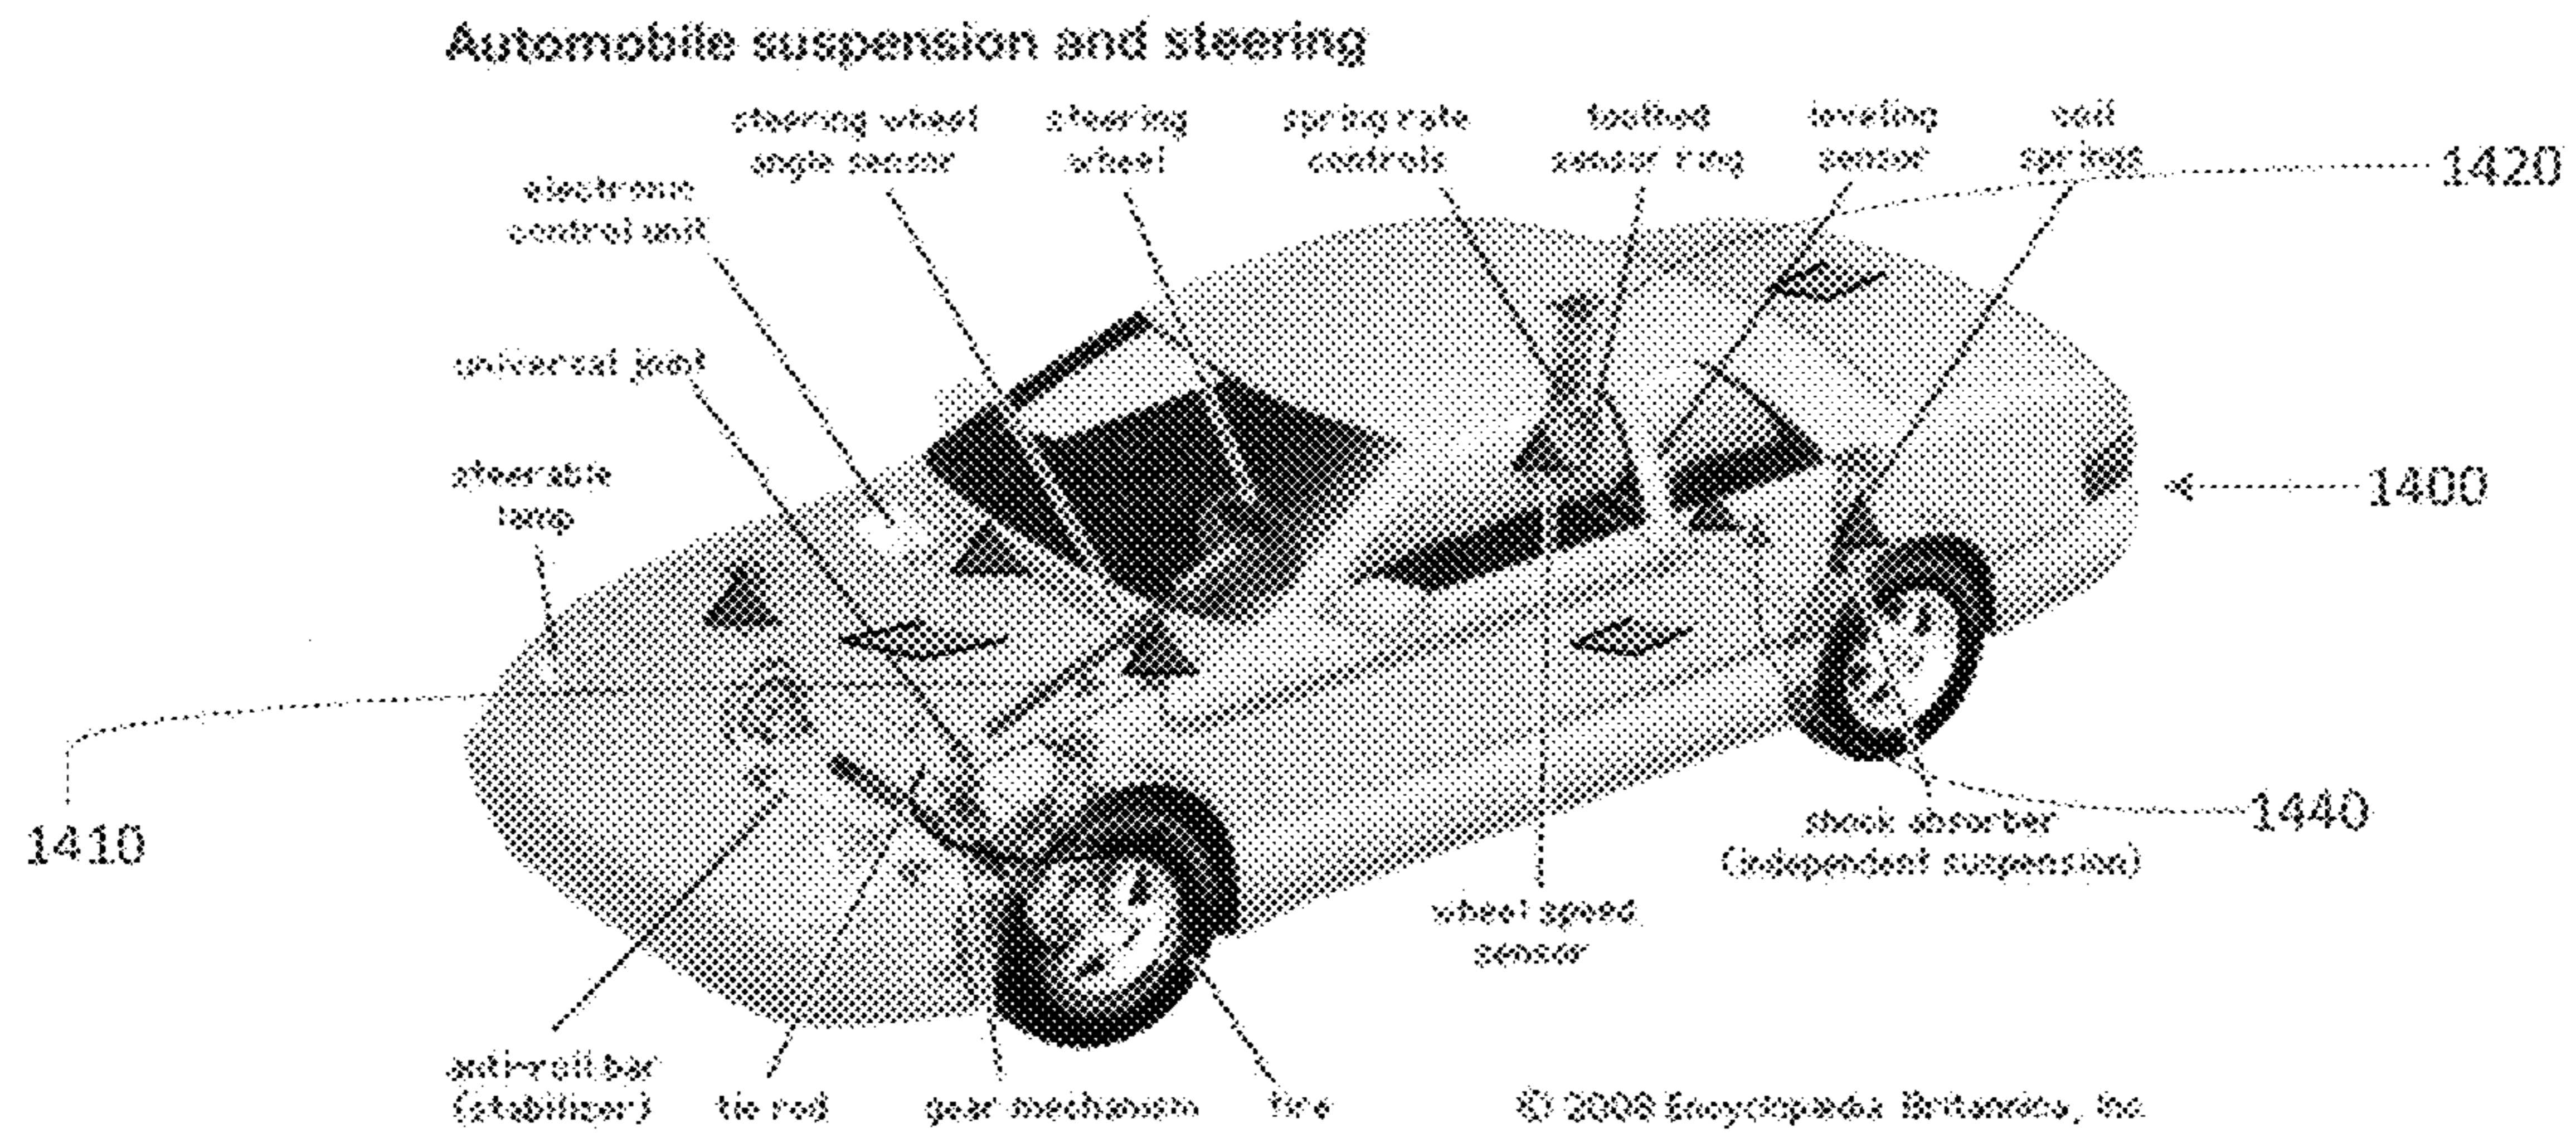 Automobile suspension and steering
steering wheel
angle sensor
steering
wheel
spring rate
controls
toothed
sensor ring
leveling
sensor
coil
springs
1420
electronic
control unit
universal joint
steerable
lamp
1400
1410
1440
shock absorber
(independent suspension)
wheel speed
sensor
anti-roll bar
(stabilizer)
tie rod
gear mechanism
tire
© 2008 Encyclopædia Britannica, Inc.